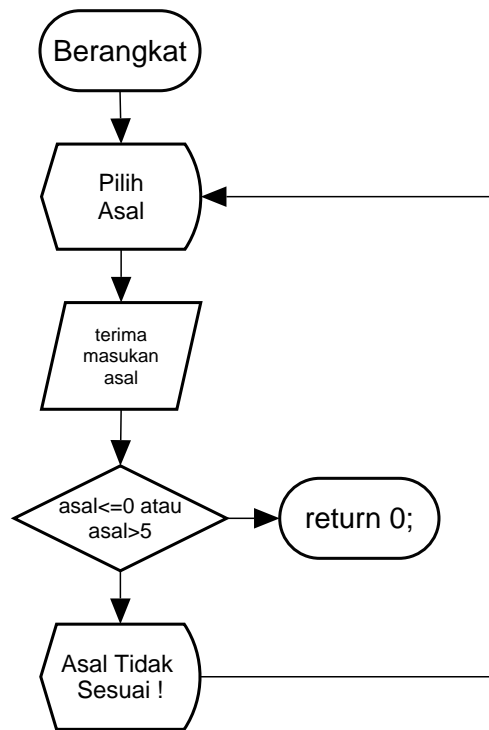 Berangkat
Pilih
Asal
terima
masukan
asal
asal<=0 atau
asal>5
return 0;
Asal Tidak
Sesuai !